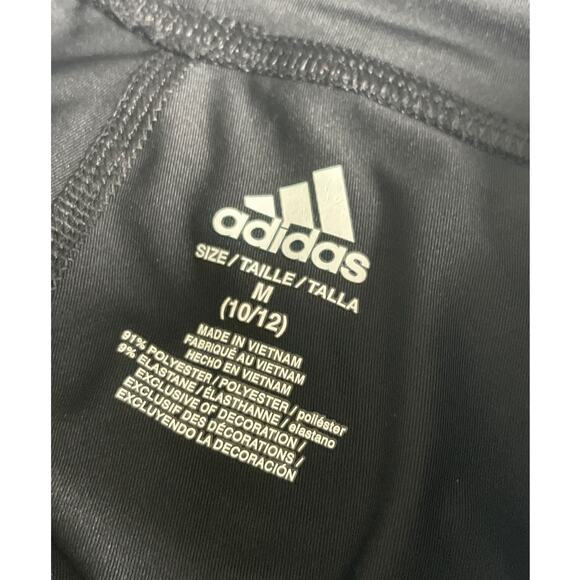 adidas
SIZE/TAILLE/TALLA
M
(10/12)
MADE IN VIETNAM
FABRIQUÉ AU VIETNAM
HECHO EN VIETNAM
91% POLYESTER/POLYESTER/poliéster
9% ELASTANE/ÉLASTHANNE/elastano
EXCLUSIVE OF DECORATION/
EXCLUSIF DES DÉCORATIONS/
EXCLUYENDO LA DECORACIÓN